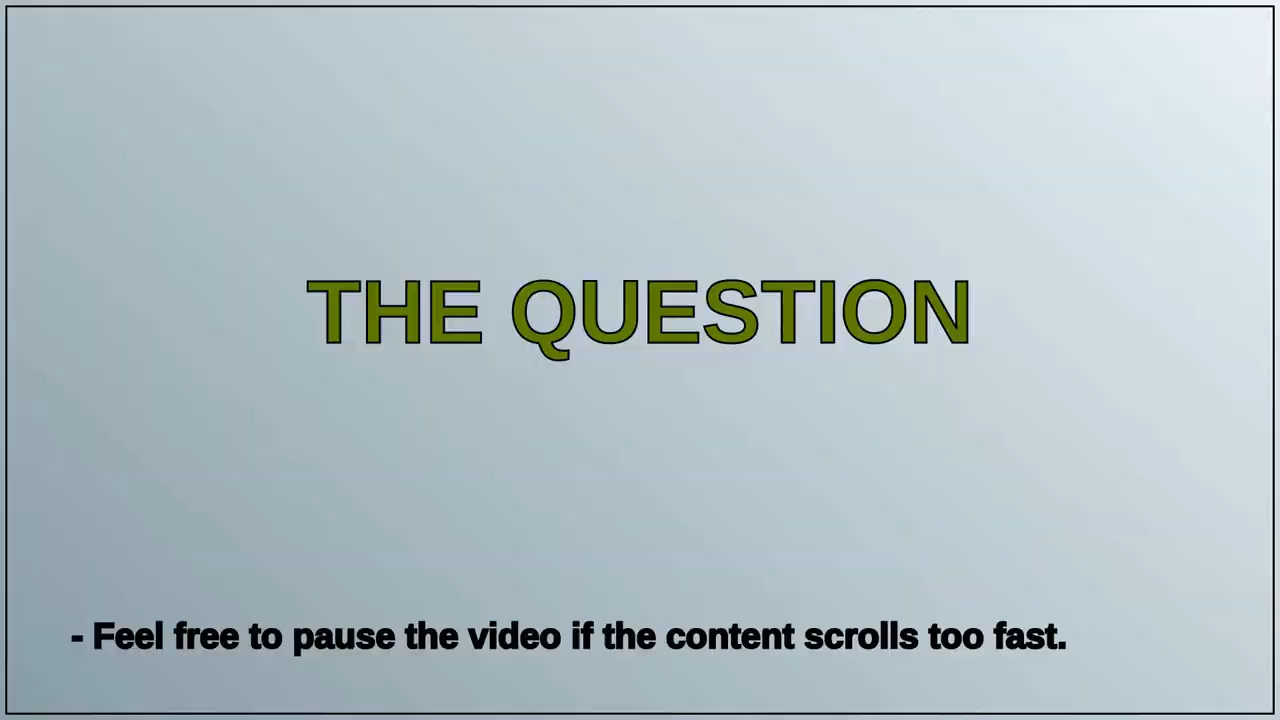 THE QUESTION
- Feel free to pause the video if the content scrolls too fast.